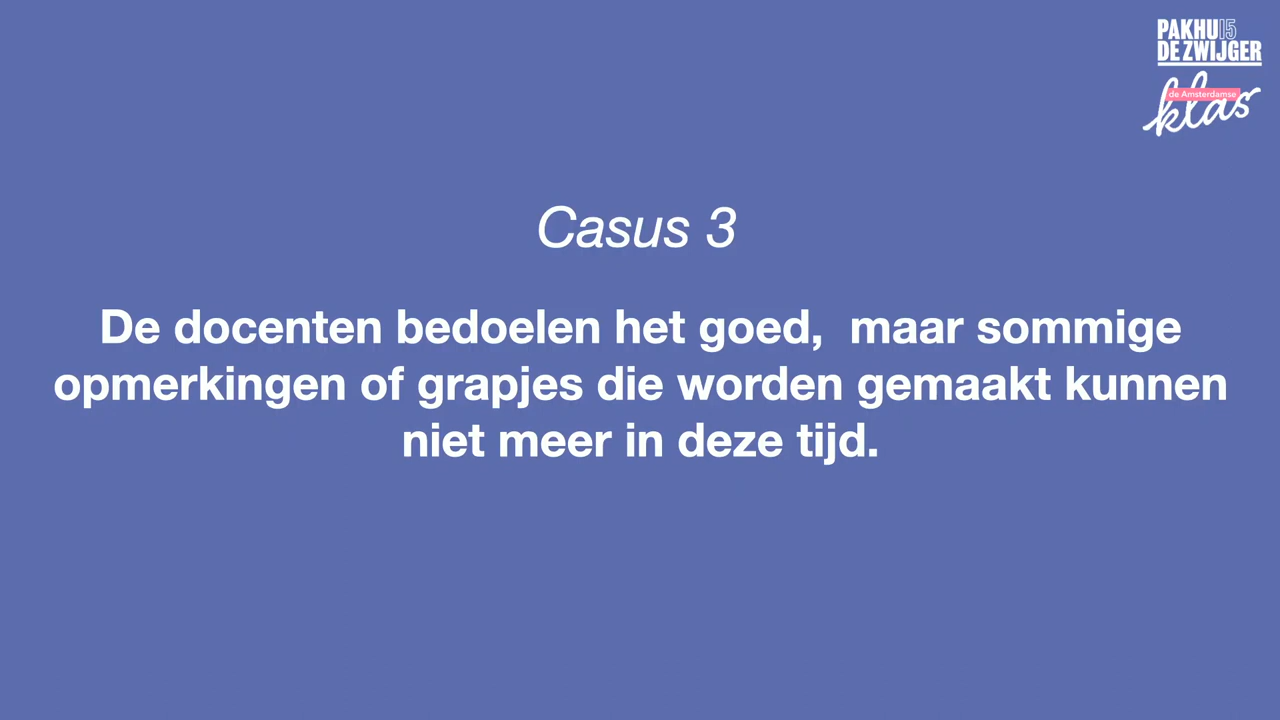 PAKHU15
DE ZWIJGER
de Amsterdamse
klas
Casus 3
De docenten bedoelen het goed,  maar sommige
opmerkingen of grapjes die worden gemaakt kunnen
niet meer in deze tijd.